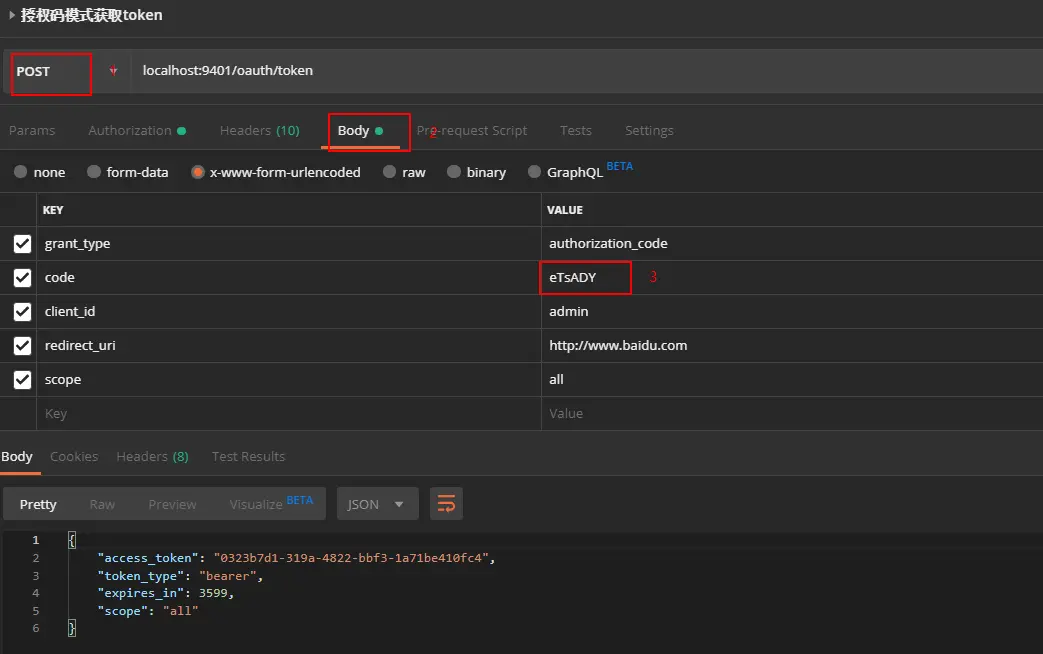 授权码模式获取token
POST 1 localhost:9401/oauth/token
Params Authorization Headers (10) Body 2 Pre-request Script Tests Settings
none form-data x-www-form-urlencoded raw binary GraphQL BETA
KEY VALUE
grant_type authorization_code
code eTsADY 3
client_id admin
redirect_uri http://www.baidu.com
scope all
Key Value
Body Cookies Headers (8) Test Results
Pretty Raw Preview Visualize BETA JSON
1 {
2 "access_token": "0323b7d1-319a-4822-bbf3-1a71be410fc4",
3 "token_type": "bearer",
4 "expires_in": 3599,
5 "scope": "all"
6 }